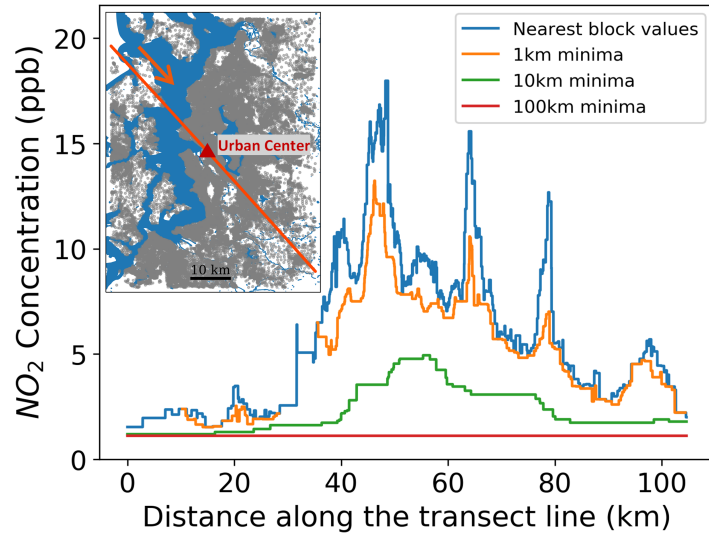 Nearest block values
1km minima
10km minima
100km minima
Urban Center
10 km
NO₂ Concentration (ppb)
20
15
10
5
0
0 20 40 60 80 100
Distance along the transect line (km)